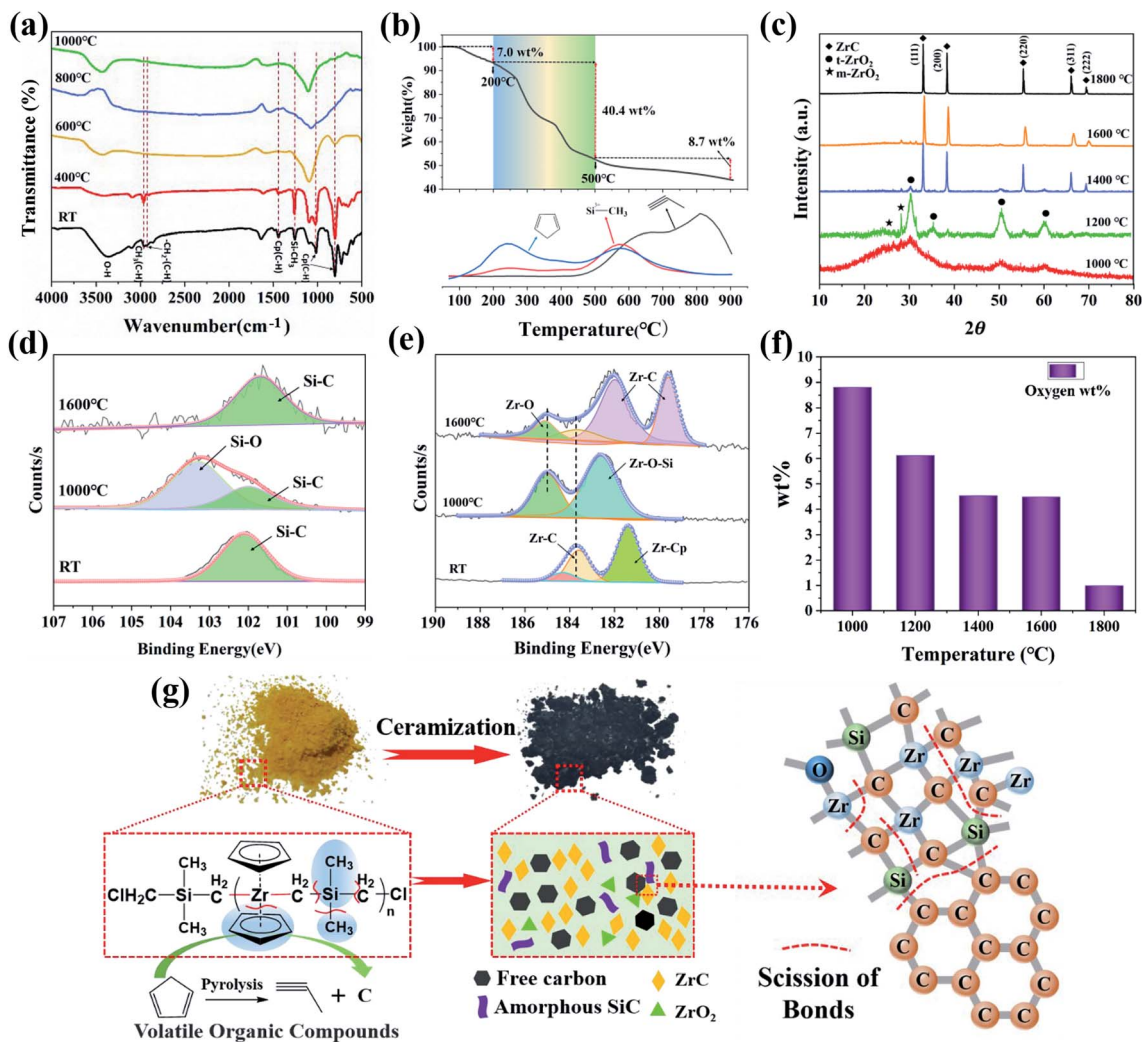 (a)
1000℃
800℃
600℃
400℃
RT
O-H
CH₃[C-H]
-CH₂-[C-H]
Cp(C-H)
Si-CH₃
Cp(C-H)
4000 3500 3000 2500 2000 1500 1000 500
Wavenumber(cm⁻¹)
Transmittance (%)
(b)
100
90
80
70
60
50
40
Weight(%)
7.0 wt%
200℃
40.4 wt%
8.7 wt%
500℃
Si—CH₃
100 200 300 400 500 600 700 800 900
Temperature(℃)
(c)
◆ ZrC
● t-ZrO₂
★ m-ZrO₂
(111)
(200)
(220)
(311)
(222)
1800 ℃
1600 ℃
1400 ℃
1200 ℃
1000 ℃
10 20 30 40 50 60 70 80
2θ
Intensity (a.u.)
(d)
1600℃
Si-C
Si-O
1000℃
Si-C
Si-C
RT
107 106 105 104 103 102 101 100 99
Binding Energy(eV)
Counts/s
(e)
Zr-C
1600℃
Zr-O
Zr-O-Si
1000℃
Zr-C
Zr-Cp
RT
190 188 186 184 182 180 178 176
Binding Energy(eV)
Counts/s
(f)
Oxygen wt%
10
9
8
7
6
5
4
3
2
1
0
wt%
1000 1200 1400 1600 1800
Temperature (℃)
(g)
Ceramization
CH₃
ClH₂C—Si—C
H₂
CH₃
Zr
H₂
C—Si—C
CH₃
H₂
Cl
n
CH₃
Pyrolysis
+ C
Volatile Organic Compounds
Free carbon
ZrC
Amorphous SiC
ZrO₂
C
Si
C
Zr
Zr
O
C
C
Zr
Zr
C
C
Zr
Si
C
C
Si
C
C
C
C
C
C
C
C
C
C
C
C
C
C
Scission of
Bonds